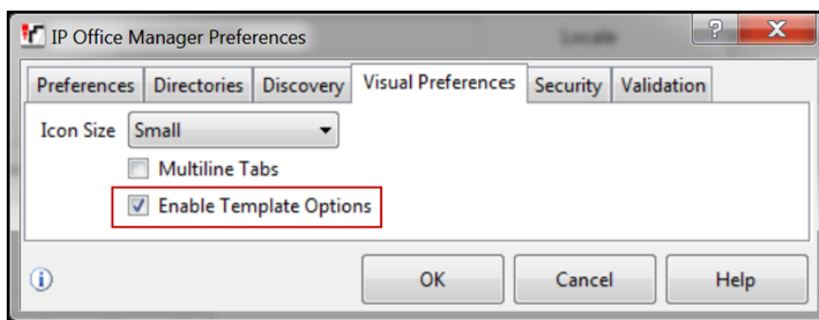 IP Office Manager Preferences
Locale
Preferences Directories Discovery Visual Preferences Security Validation
Icon Size Small
Multiline Tabs
Enable Template Options
OK Cancel Help